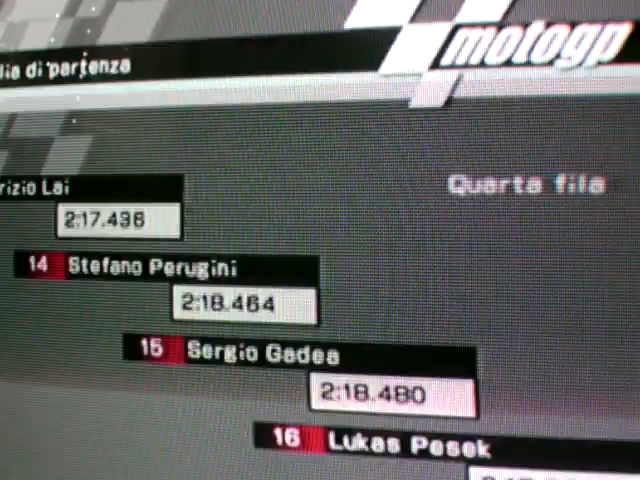 motogp
lia di partenza
Quarta fila
rizio Lai
2:17.436
14 Stefano Perugini
2:18.464
15 Sergio Gadea
2:18.480
16 Lukas Pesek